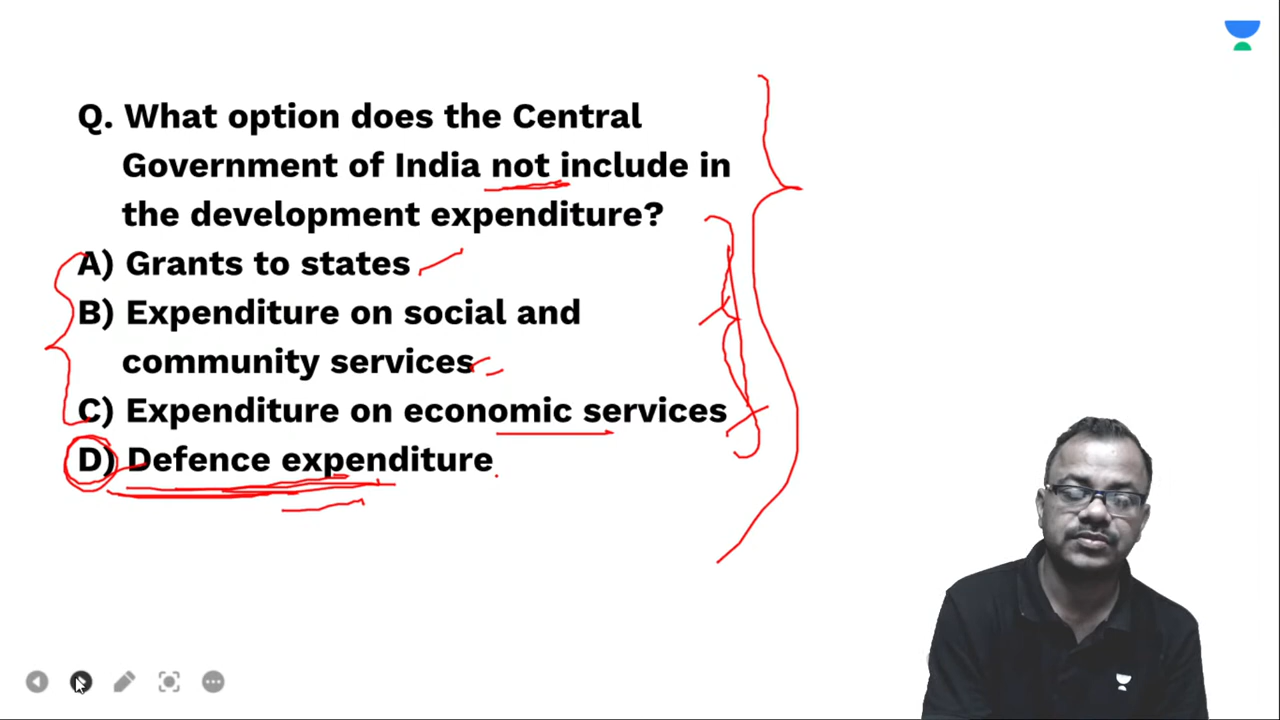 Q. What option does the Central
Government of India not include in
the development expenditure?
A) Grants to states
B) Expenditure on social and
community services
C) Expenditure on economic services
D) Defence expenditure